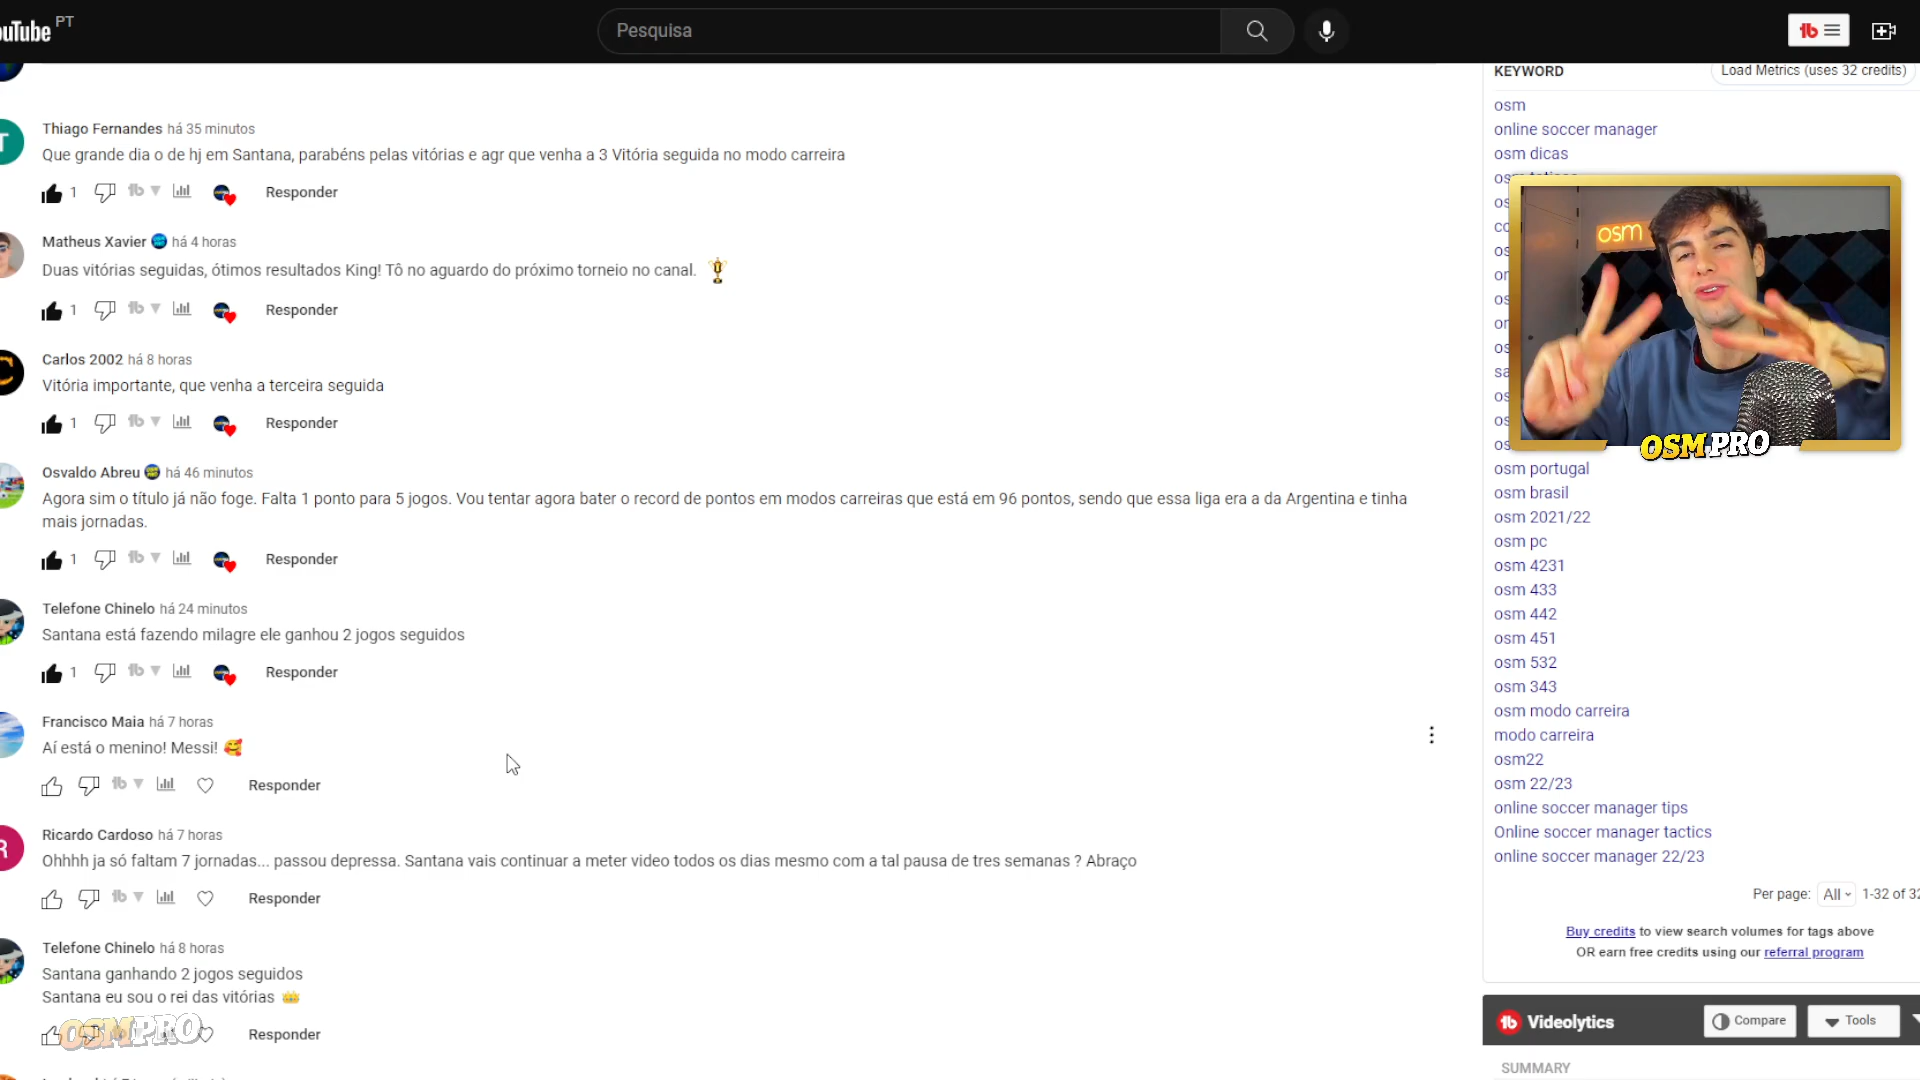 ouTube PT
Pesquisa
KEYWORD
Load Metrics (uses 32 credits)
Thiago Fernandes há 35 minutos
Que grande dia o de hj em Santana, parabéns pelas vitórias e agr que venha a 3 Vitória seguida no modo carreira
1
Responder
Matheus Xavier há 4 horas
Duas vitórias seguidas, ótimos resultados King! Tô no aguardo do próximo torneio no canal.
1
Responder
Carlos 2002 há 8 horas
Vitória importante, que venha a terceira seguida
1
Responder
Osvaldo Abreu há 46 minutos
Agora sim o título já não foge. Falta 1 ponto para 5 jogos. Vou tentar agora bater o record de pontos em modos carreiras que está em 96 pontos, sendo que essa liga era a da Argentina e tinha
mais jornadas.
1
Responder
Telefone Chinelo há 24 minutos
Santana está fazendo milagre ele ganhou 2 jogos seguidos
1
Responder
Francisco Maia há 7 horas
Aí está o menino! Messi!
Responder
Ricardo Cardoso há 7 horas
Ohhhh ja só faltam 7 jornadas... passou depressa. Santana vais continuar a meter video todos os dias mesmo com a tal pausa de tres semanas ? Abraço
Responder
Telefone Chinelo há 8 horas
Santana ganhando 2 jogos seguidos
Santana eu sou o rei das vitórias
OSM PRO
Responder
osm
online soccer manager
osm dicas
osm
OSM PRO
osm portugal
osm brasil
osm 2021/22
osm pc
osm 4231
osm 433
osm 442
osm 451
osm 532
osm 343
osm modo carreira
modo carreira
osm22
osm 22/23
online soccer manager tips
Online soccer manager tactics
online soccer manager 22/23
Per page: All 1-32 of 32
Buy credits to view search volumes for tags above
OR earn free credits using our referral program
Videolytics
Compare
Tools
SUMMARY